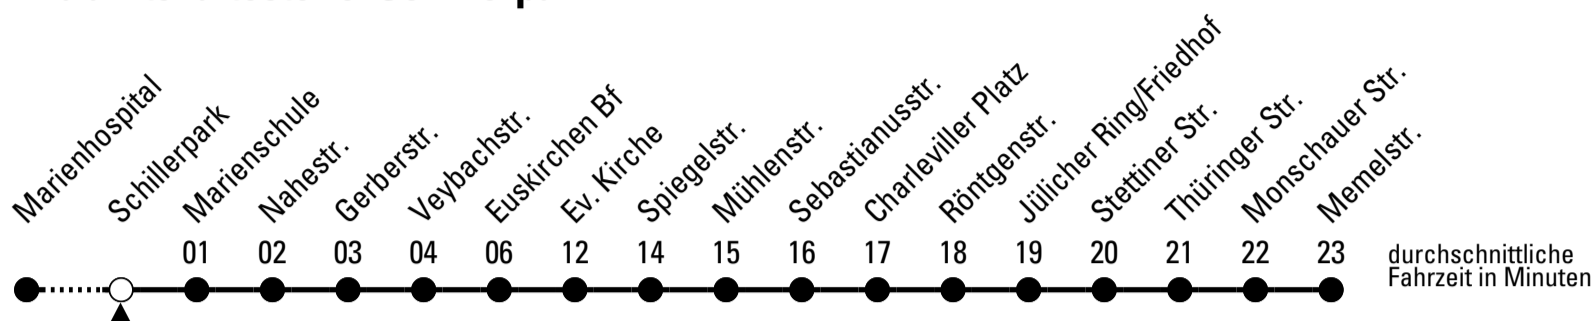 Marienhospital
Schillerpark
Marienschule
Nahestr.
Gerberstr.
Veybachstr.
Euskirchen Bf
Ev. Kirche
Spiegelstr.
Mühlenstr.
Sebastianusstr.
Charleviller Platz
Röntgenstr.
Jülicher Ring/Friedhof
Stettiner Str.
Thüringer Str.
Monschauer Str.
Memelstr.
01 02 03 04 06 12 14 15 16 17 18 19 20 21 22 23
durchschnittliche
Fahrzeit in Minuten